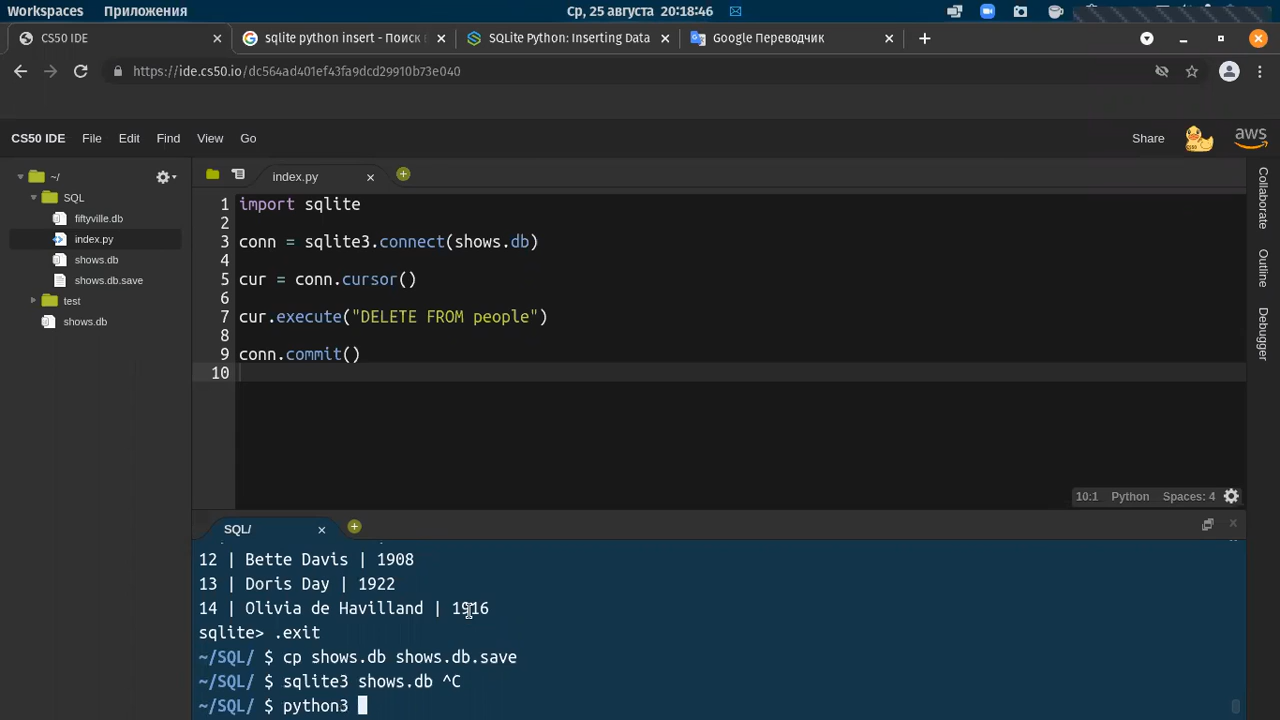 Workspaces Приложения Ср, 25 августа 20:18:46
CS50 IDE sqlite python insert - Поиск в SQLite Python: Inserting Data Google Переводчик
https://ide.cs50.io/dc564ad401ef43fa9dcd29910b73e040
CS50 IDE File Edit Find View Go Share aws
~/
SQL
fiftyville.db
index.py
shows.db
shows.db.save
test
shows.db
index.py
1 import sqlite
2
3 conn = sqlite3.connect(shows.db)
4
5 cur = conn.cursor()
6
7 cur.execute("DELETE FROM people")
8
9 conn.commit()
10
10:1 Python Spaces: 4
Collaborate
Outline
Debugger
SQL/
12 | Bette Davis | 1908
13 | Doris Day | 1922
14 | Olivia de Havilland | 1916
sqlite> .exit
~/SQL/ $ cp shows.db shows.db.save
~/SQL/ $ sqlite3 shows.db ^C
~/SQL/ $ python3